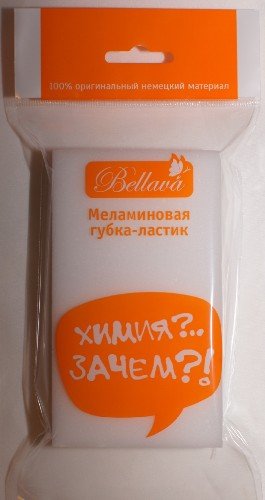 100% оригинальный немецкий материал
Bellava
Меламиновая
губка-ластик
ХИМИЯ?..
ЗАЧЕМ?!